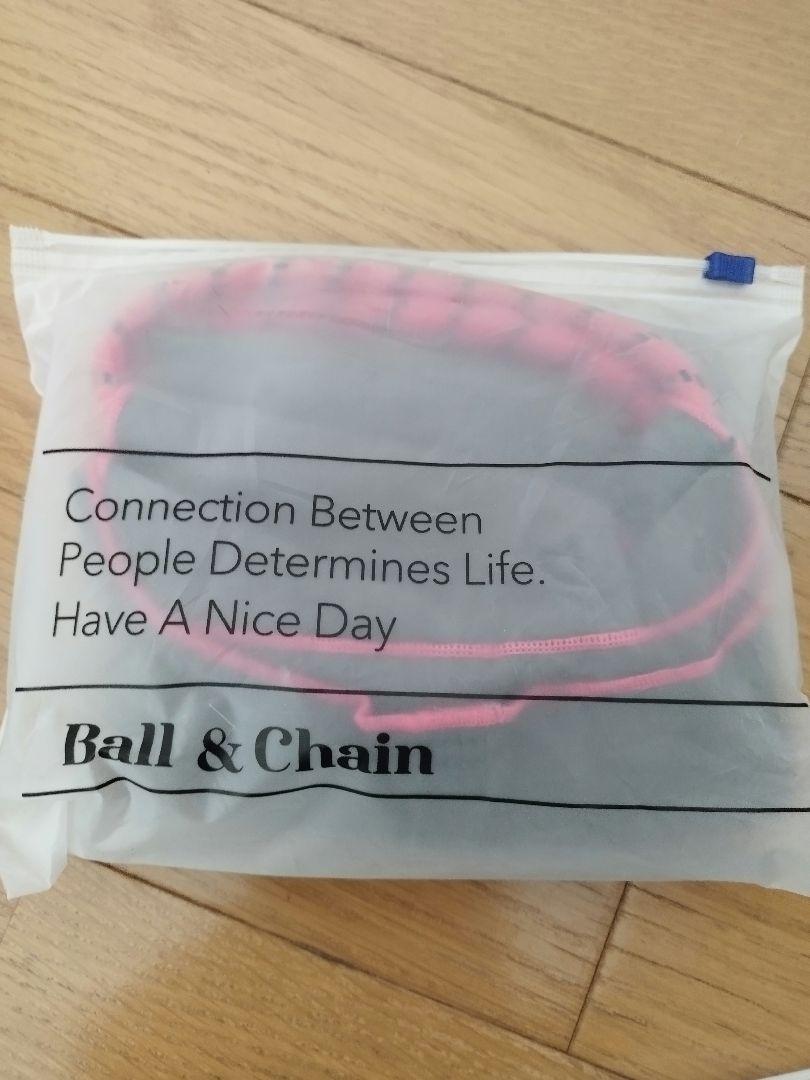 Connection Between
People Determines Life.
Have A Nice Day
Ball & Chain